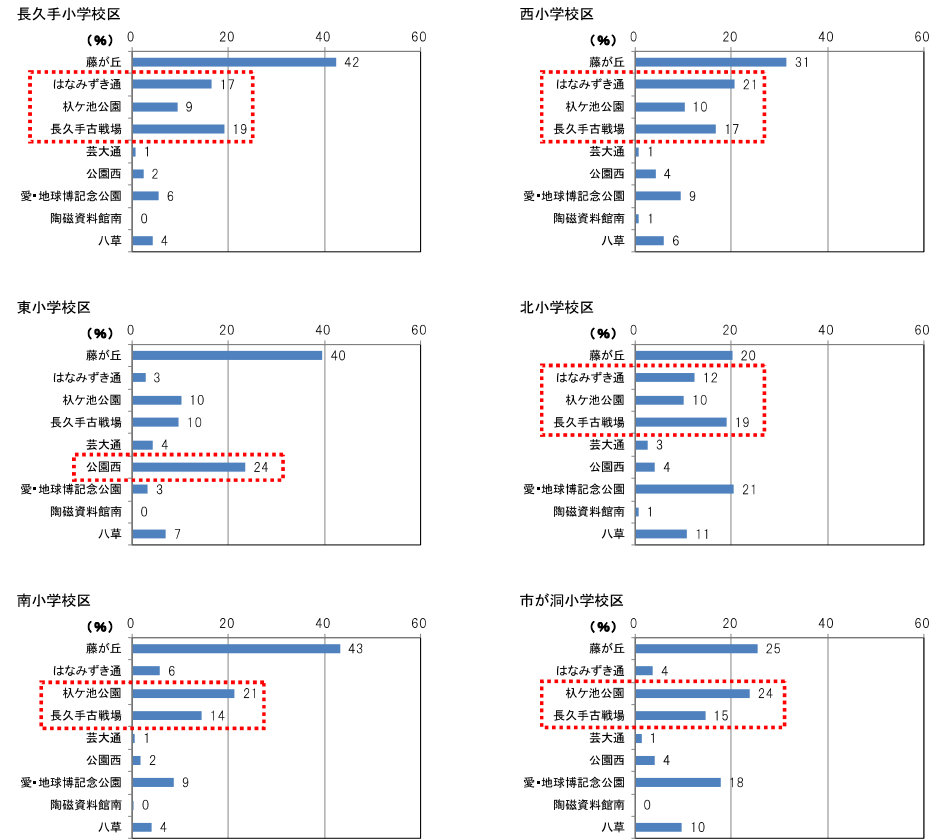 長久手小学校区
(%) 0 20 40 60
藤が丘 42
はなみずき通 17
杁ケ池公園 9
長久手古戦場 19
芸大通 1
公園西 2
愛・地球博記念公園 6
陶磁資料館南 0
八草 4
西小学校区
(%) 0 20 40 60
藤が丘 31
はなみずき通 21
杁ケ池公園 10
長久手古戦場 17
芸大通 1
公園西 4
愛・地球博記念公園 9
陶磁資料館南 1
八草 6
東小学校区
(%) 0 20 40 60
藤が丘 40
はなみずき通 3
杁ケ池公園 10
長久手古戦場 10
芸大通 4
公園西 24
愛・地球博記念公園 3
陶磁資料館南 0
八草 7
北小学校区
(%) 0 20 40 60
藤が丘 20
はなみずき通 12
杁ケ池公園 10
長久手古戦場 19
芸大通 3
公園西 4
愛・地球博記念公園 21
陶磁資料館南 1
八草 11
南小学校区
(%) 0 20 40 60
藤が丘 43
はなみずき通 6
杁ケ池公園 21
長久手古戦場 14
芸大通 1
公園西 2
愛・地球博記念公園 9
陶磁資料館南 0
八草 4
市が洞小学校区
(%) 0 20 40 60
藤が丘 25
はなみずき通 4
杁ケ池公園 24
長久手古戦場 15
芸大通 1
公園西 4
愛・地球博記念公園 18
陶磁資料館南 0
八草 10